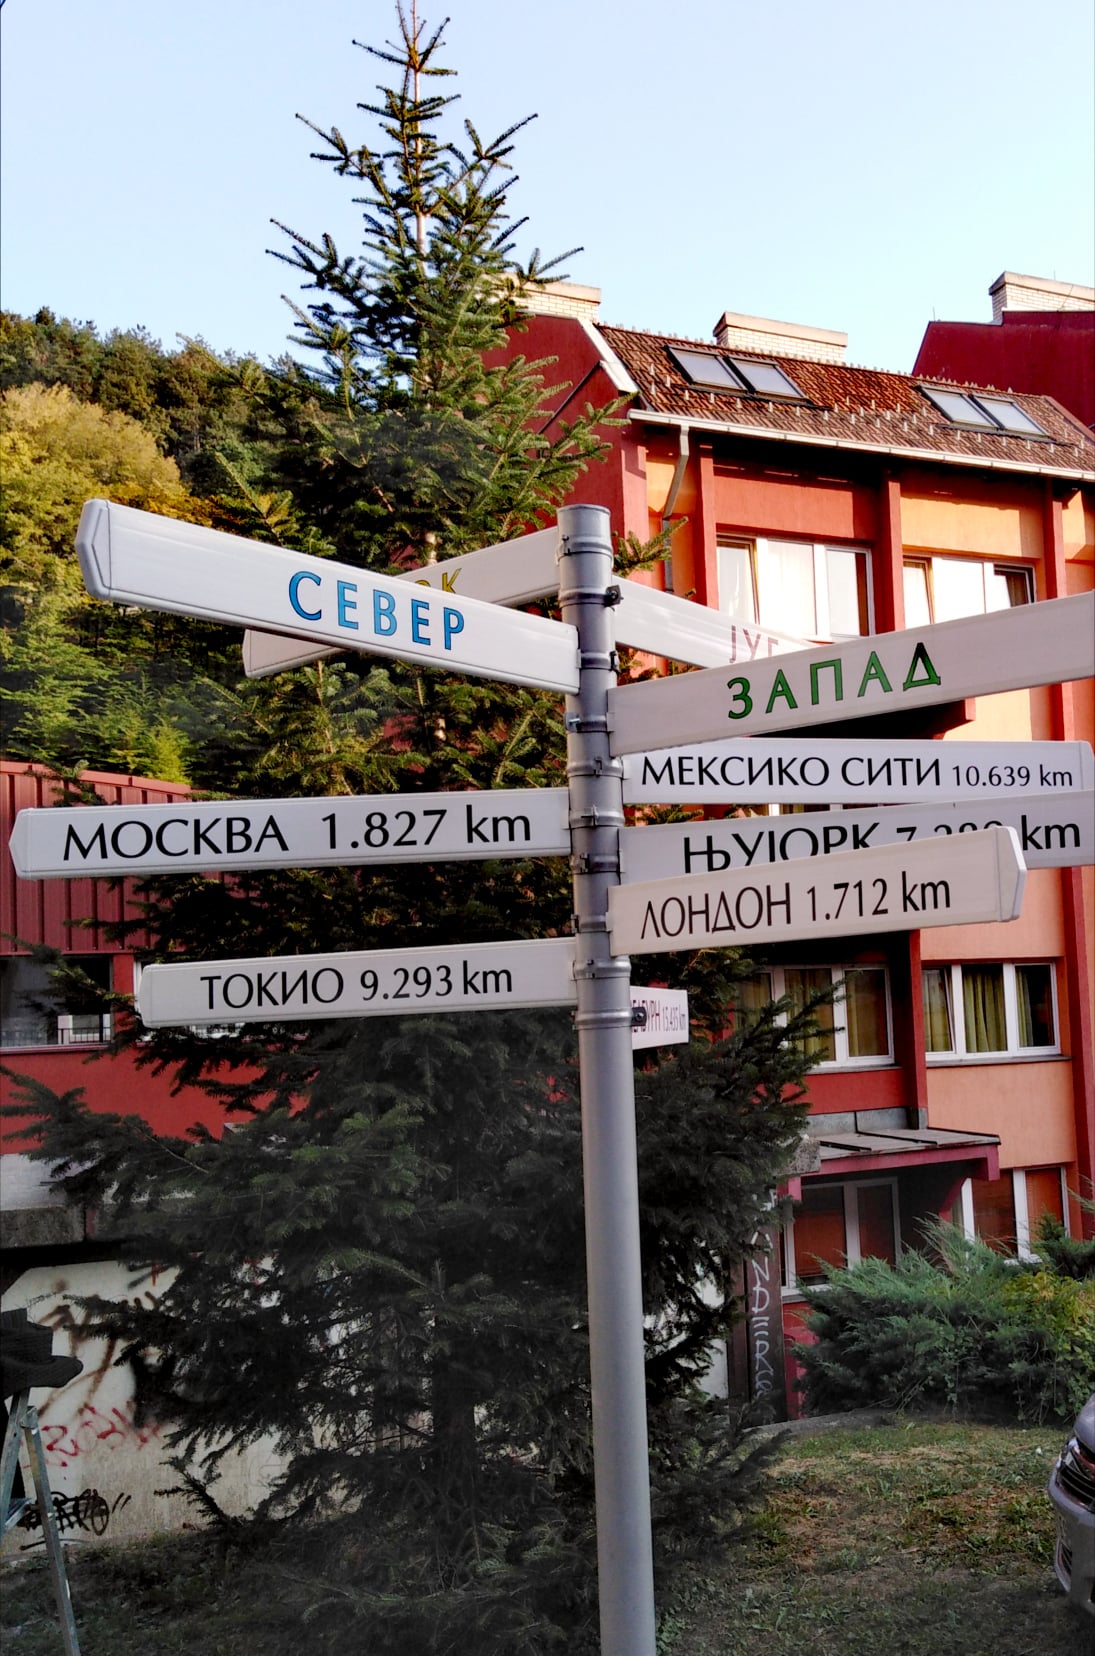 СЕВЕР
ЗАПАД
МЕКСИКО СИТИ 10.639 km
МОСКВА 1.827 km
ЊУЈОРК km
ЛОНДОН 1.712 km
ТОКИО 9.293 km